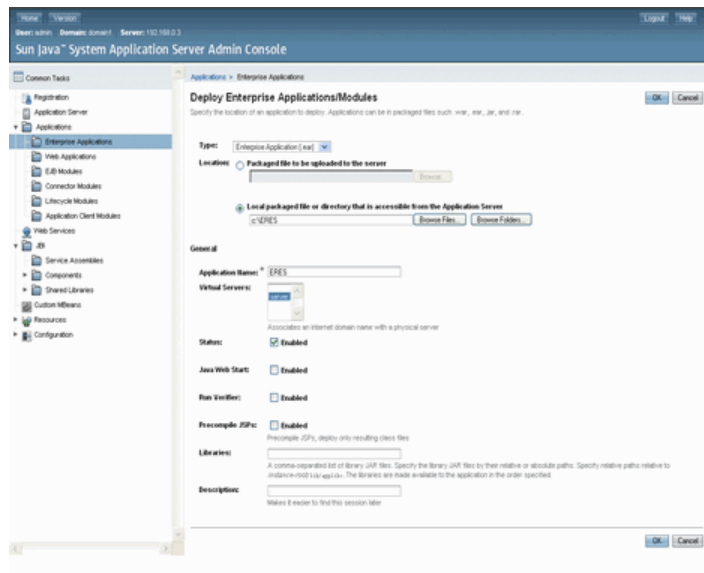 Home Version
Logout Help
User: admin Domain: domain1 Server: 192.168.0.3
Sun Java™ System Application Server Admin Console
Common Tasks
Registration
Application Server
Applications
Enterprise Applications
Web Applications
EJB Modules
Connector Modules
Lifecycle Modules
Application Client Modules
Web Services
JBI
Service Assemblies
Components
Shared Libraries
Custom MBeans
Resources
Configuration
Applications > Enterprise Applications
Deploy Enterprise Applications/Modules
OK Cancel
Specify the location of an application to deploy. Applications can be in packaged files such .war, .ear, .jar, and .rar.
Type: Enterprise Application (.ear)
Location: Packaged file to be uploaded to the server
Browse...
Local packaged file or directory that is accessible from the Application Server
c:\ERES Browse Files... Browse Folders...
General
Application Name: * ERES
Virtual Servers: server
Associates an internet domain name with a physical server
Status: Enabled
Java Web Start: Enabled
Run Verifier: Enabled
Precompile JSPs: Enabled
Precompile JSPs, deploy only resulting class files
Libraries:
A comma-separated list of library JAR files. Specify the library JAR files by their relative or absolute paths. Specify relative paths relative to
instance-root/lib/applibs. The libraries are made available to the application in the order specified.
Description:
Makes it easier to find this session later
OK Cancel